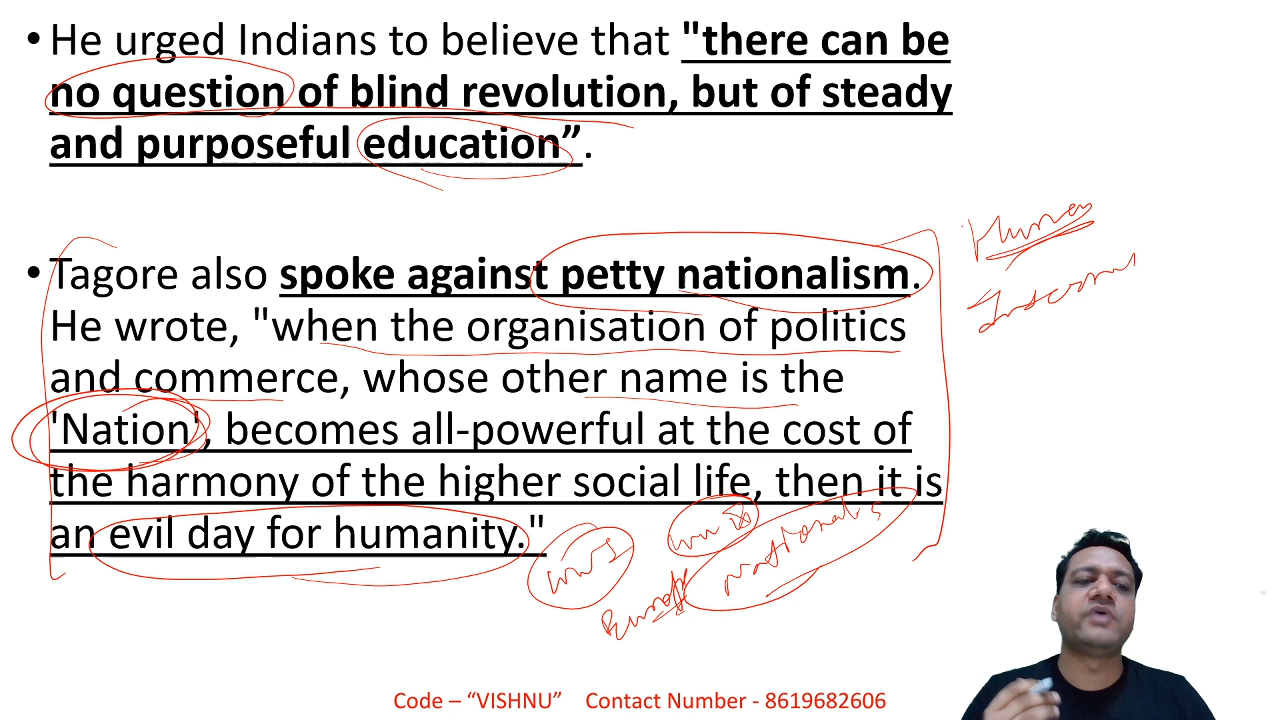 • He urged Indians to believe that "there can be
no question of blind revolution, but of steady
and purposeful education”.
• Tagore also spoke against petty nationalism.
He wrote, "when the organisation of politics
and commerce, whose other name is the
'Nation', becomes all-powerful at the cost of
the harmony of the higher social life, then it is
an evil day for humanity."
Code – “VISHNU” Contact Number - 8619682606